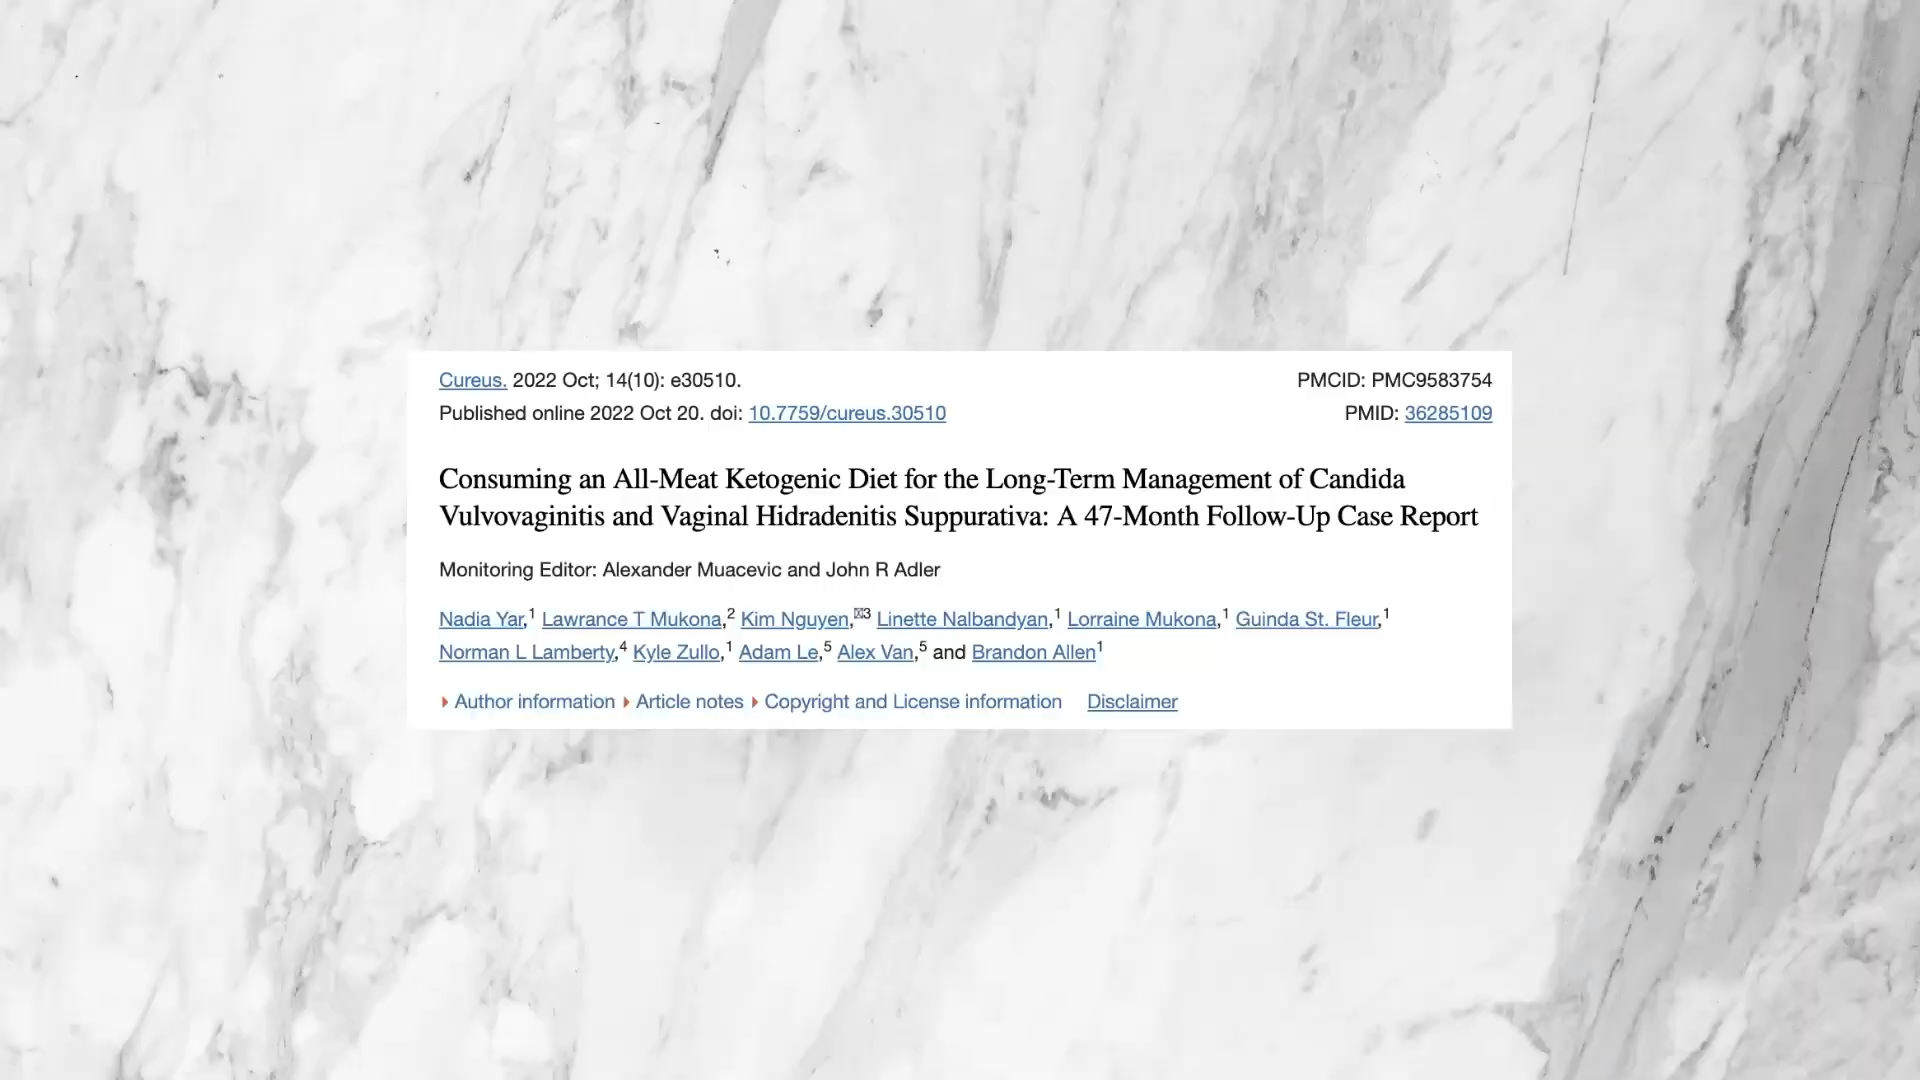 Cureus. 2022 Oct; 14(10): e30510.
PMCID: PMC9583754
Published online 2022 Oct 20. doi: 10.7759/cureus.30510
PMID: 36285109
Consuming an All-Meat Ketogenic Diet for the Long-Term Management of Candida
Vulvovaginitis and Vaginal Hidradenitis Suppurativa: A 47-Month Follow-Up Case Report
Monitoring Editor: Alexander Muacevic and John R Adler
Nadia Yar,1 Lawrance T Mukona,2 Kim Nguyen,✉3 Linette Nalbandyan,1 Lorraine Mukona,1 Guinda St. Fleur,1
Norman L Lamberty,4 Kyle Zullo,1 Adam Le,5 Alex Van,5 and Brandon Allen1
Author information Article notes Copyright and License information Disclaimer